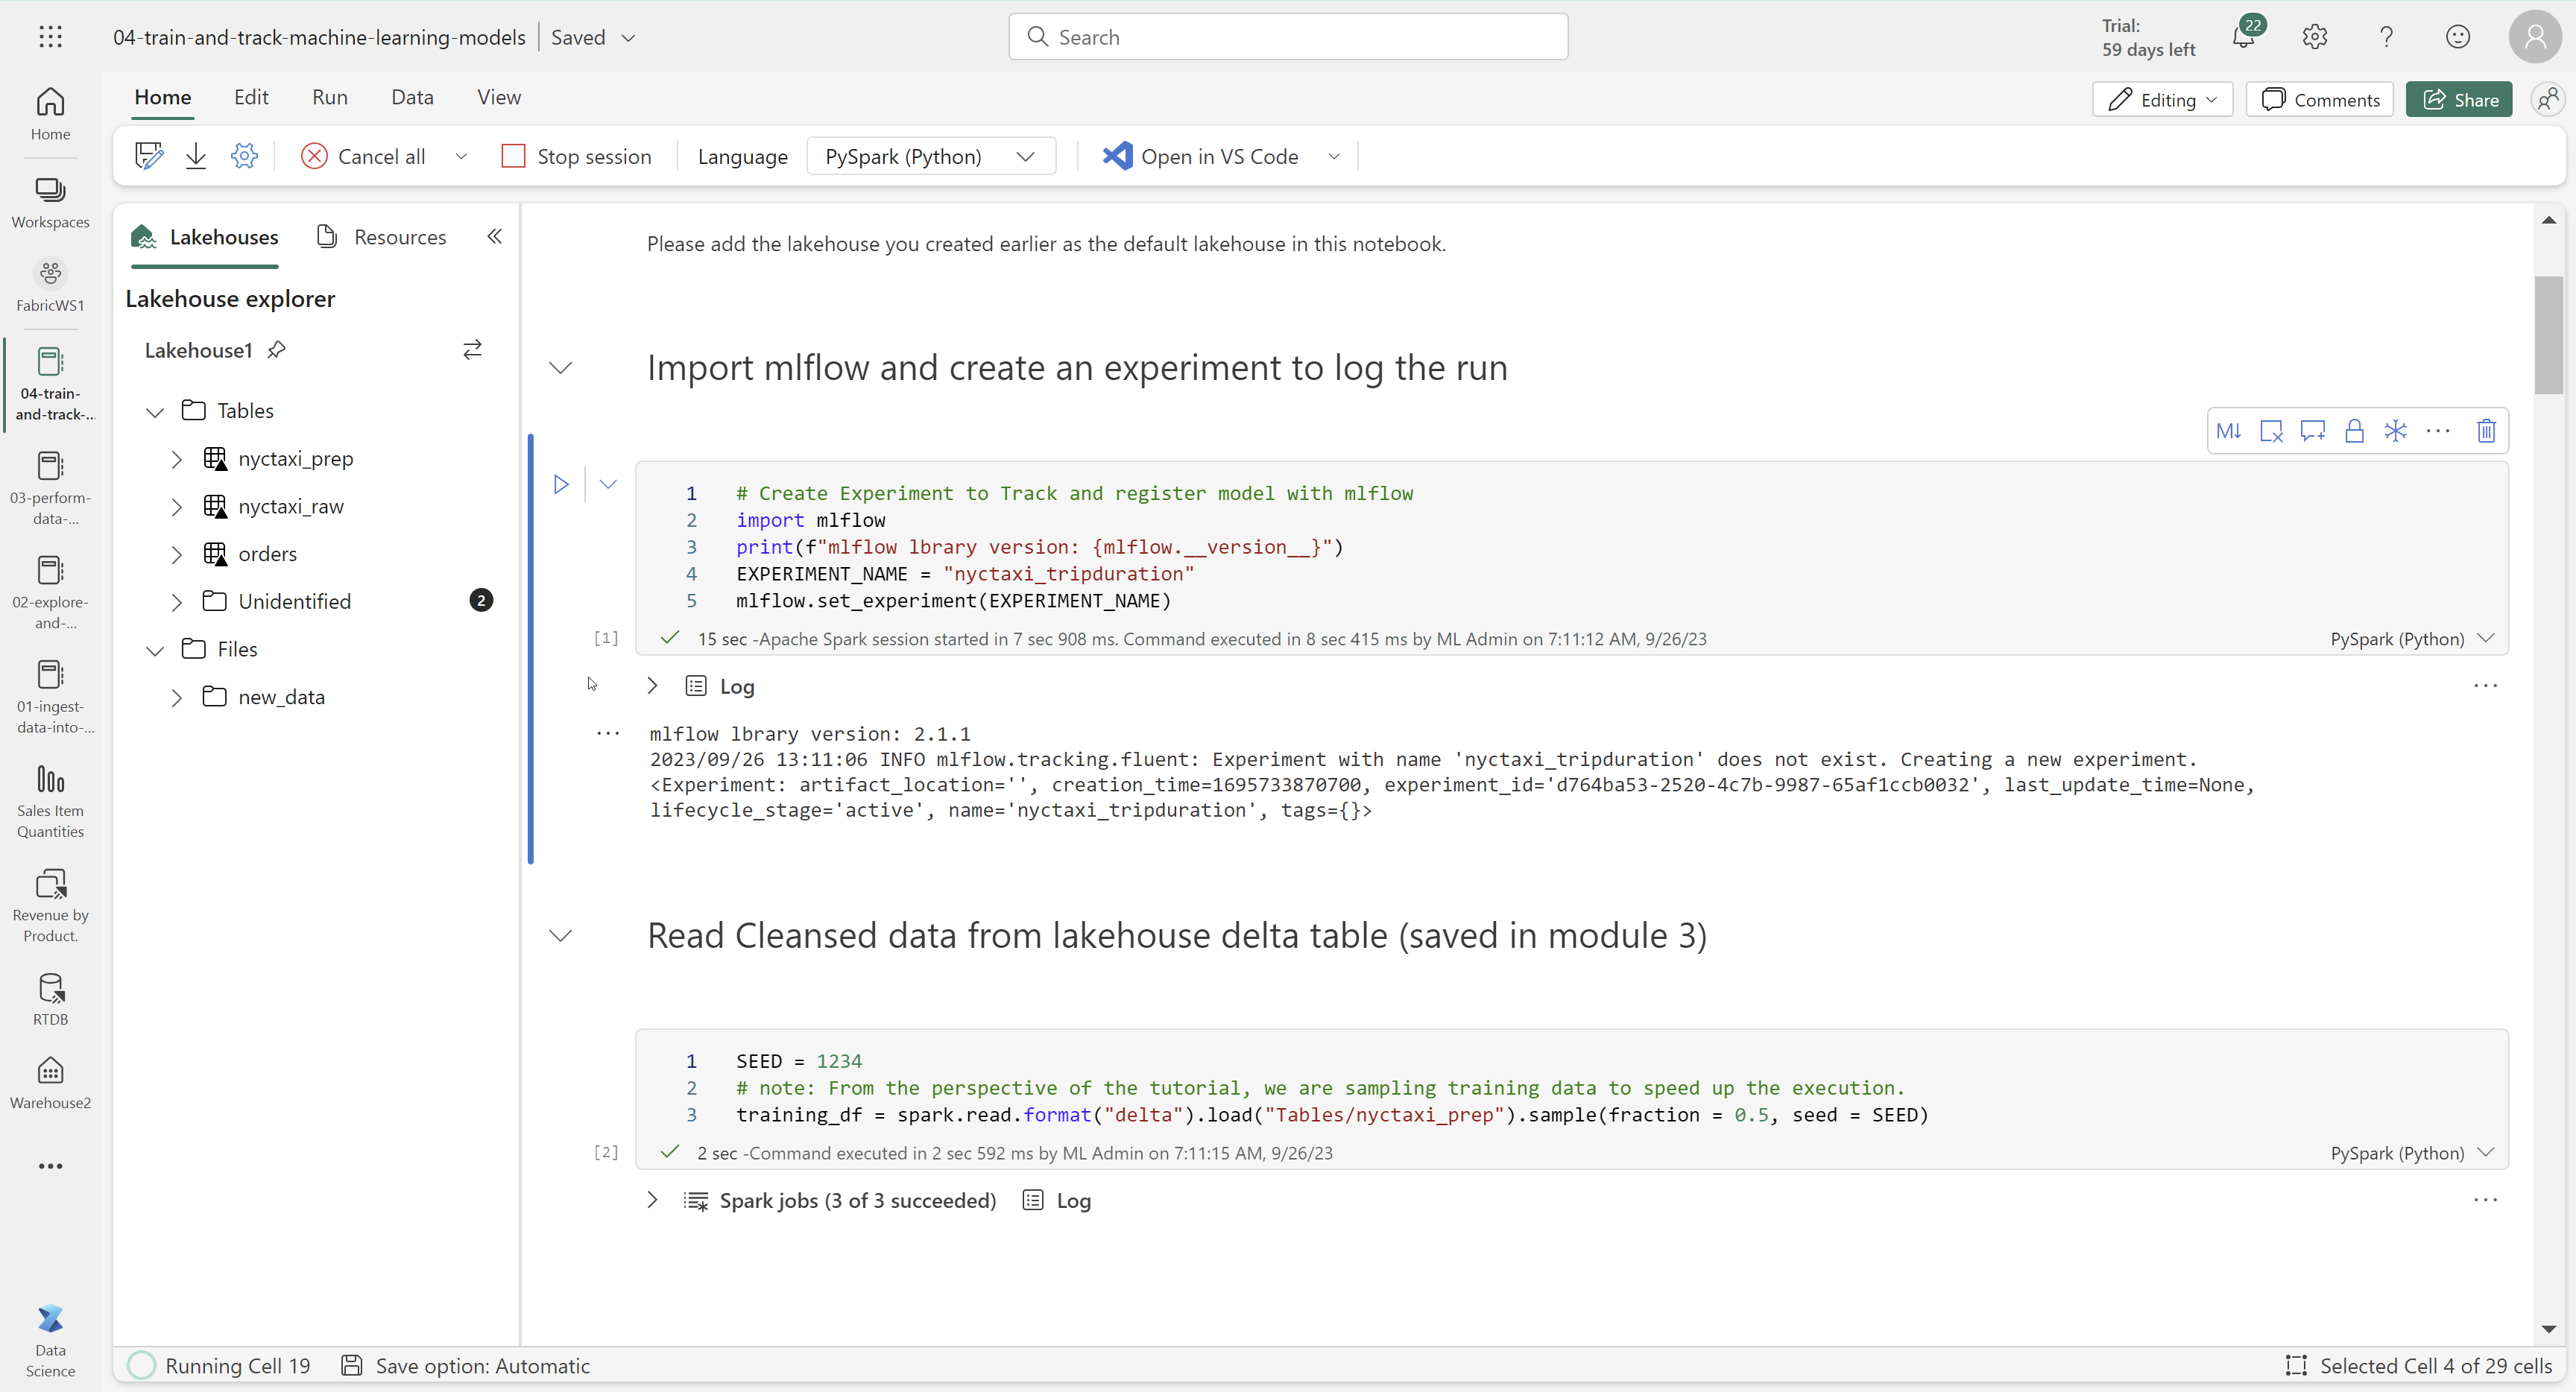 04-train-and-track-machine-learning-models
Saved
Search
Trial:
59 days left
22
Home
Edit
Run
Data
View
Editing
Comments
Share
Cancel all
Stop session
Language
PySpark (Python)
Open in VS Code
Home
Workspaces
FabricWS1
04-train-
and-track-...
03-perform-
data-...
02-explore-
and-...
01-ingest-
data-into-...
Sales Item
Quantities
Revenue by
Product.
RTDB
Warehouse2
Data
Science
Lakehouses
Resources
Lakehouse explorer
Lakehouse1
Tables
nyctaxi_prep
nyctaxi_raw
orders
Unidentified
2
Files
new_data
Please add the lakehouse you created earlier as the default lakehouse in this notebook.
Import mlflow and create an experiment to log the run
M↓
1 # Create Experiment to Track and register model with mlflow
2 import mlflow
3 print(f"mlflow lbrary version: {mlflow.__version__}")
4 EXPERIMENT_NAME = "nyctaxi_tripduration"
5 mlflow.set_experiment(EXPERIMENT_NAME)
[1]
15 sec -Apache Spark session started in 7 sec 908 ms. Command executed in 8 sec 415 ms by ML Admin on 7:11:12 AM, 9/26/23
PySpark (Python)
Log
mlflow lbrary version: 2.1.1
2023/09/26 13:11:06 INFO mlflow.tracking.fluent: Experiment with name 'nyctaxi_tripduration' does not exist. Creating a new experiment.
<Experiment: artifact_location='', creation_time=1695733870700, experiment_id='d764ba53-2520-4c7b-9987-65af1ccb0032', last_update_time=None,
lifecycle_stage='active', name='nyctaxi_tripduration', tags={}>
Read Cleansed data from lakehouse delta table (saved in module 3)
1 SEED = 1234
2 # note: From the perspective of the tutorial, we are sampling training data to speed up the execution.
3 training_df = spark.read.format("delta").load("Tables/nyctaxi_prep").sample(fraction = 0.5, seed = SEED)
[2]
2 sec -Command executed in 2 sec 592 ms by ML Admin on 7:11:15 AM, 9/26/23
PySpark (Python)
Spark jobs (3 of 3 succeeded)
Log
Running Cell 19
Save option: Automatic
Selected Cell 4 of 29 cells